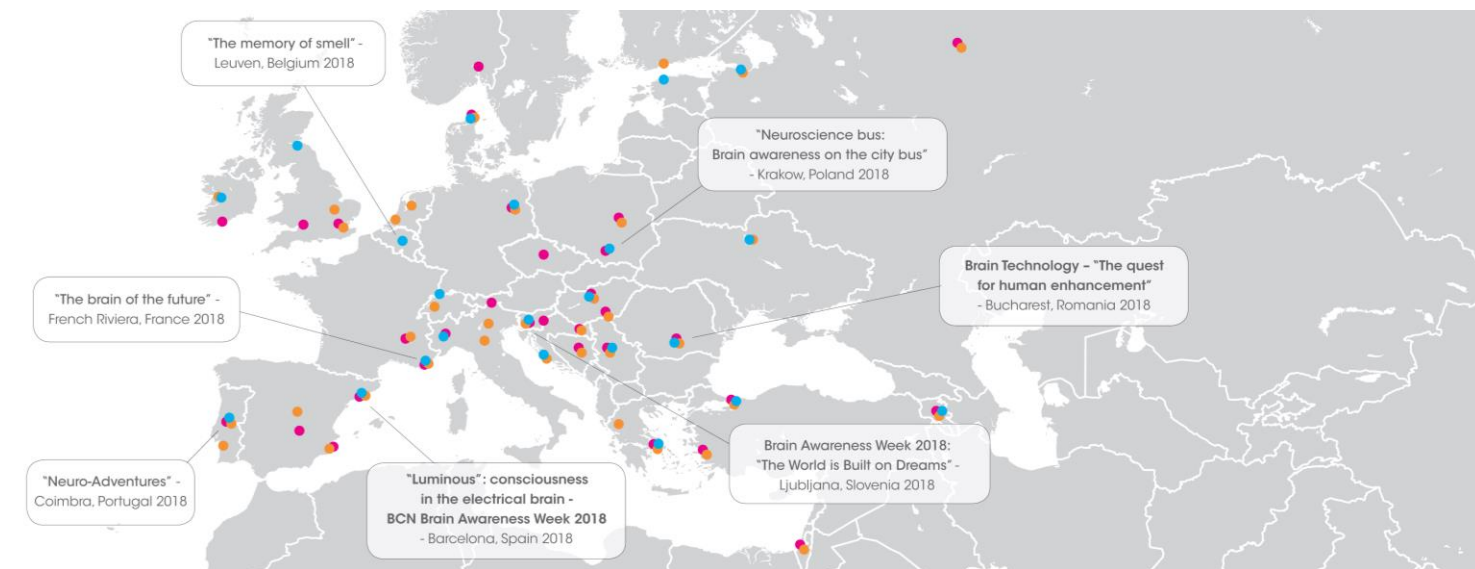 "The memory of smell" -
Leuven, Belgium 2018
"Neuroscience bus:
Brain awareness on the city bus"
- Krakow, Poland 2018
Brain Technology – "The quest
for human enhancement"
- Bucharest, Romania 2018
"The brain of the future" -
French Riviera, France 2018
Brain Awareness Week 2018:
"The World is Built on Dreams" -
Ljubljana, Slovenia 2018
"Neuro-Adventures" -
Coimbra, Portugal 2018
"Luminous": consciousness
in the electrical brain -
BCN Brain Awareness Week 2018
- Barcelona, Spain 2018